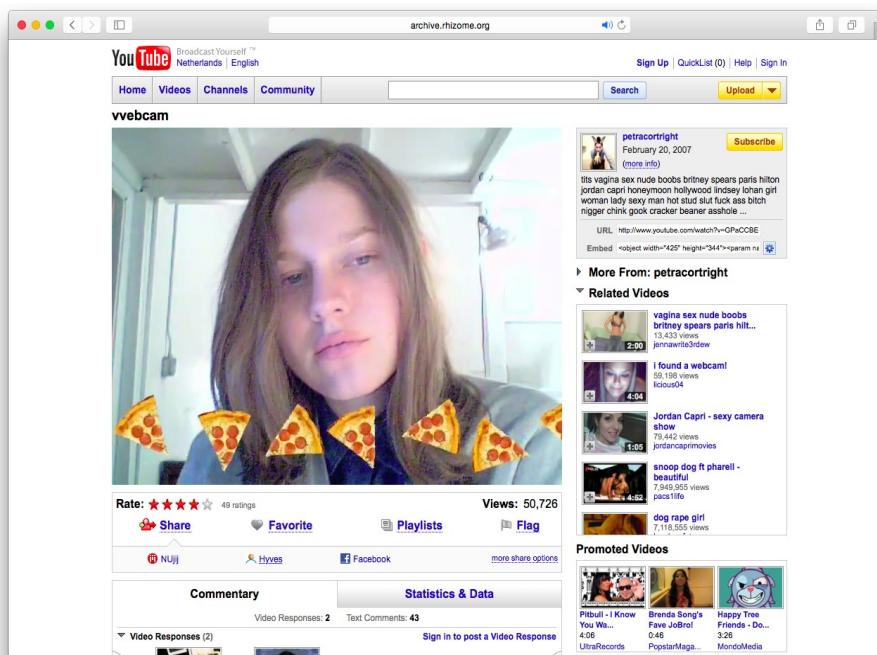 archive.rhizome.org
YouTube
Broadcast Yourself ™
Netherlands | English
Sign Up | QuickList (0) | Help | Sign In
Home Videos Channels Community
Search
Upload
vvebcam
petracortright
February 20, 2007
(more info)
Subscribe
tits vagina sex nude boobs britney spears paris hilton
jordan capri honeymoon hollywood lindsey lohan girl
woman lady sexy man hot stud slut fuck ass bitch
nigger chink gook cracker beaner asshole ...
URL http://www.youtube.com/watch?v=GPaCCBE
Embed <object width="425" height="344"><param na
More From: petracortright
Related Videos
vagina sex nude boobs
britney spears paris hilt...
13,433 views
jennawrite3rdew
2:00
i found a webcam!
59,198 views
licious04
4:04
Jordan Capri - sexy camera
show
79,442 views
jordancaprimovies
1:05
snoop dog ft pharell -
beautiful
7,949,955 views
pacs1life
4:52
dog rape girl
7,118,555 views
Rate: 49 ratings
Views: 50,726
Share Favorite Playlists Flag
NUjij Hyves Facebook more share options
Commentary Statistics & Data
Video Responses: 2 Text Comments: 43
Video Responses (2) Sign in to post a Video Response
Promoted Videos
Pitbull - I Know
You Wa...
4:06
UltraRecords
Brenda Song's
Fave JoBro!
0:46
PopstarMaga...
Happy Tree
Friends - Do...
3:26
MondoMedia